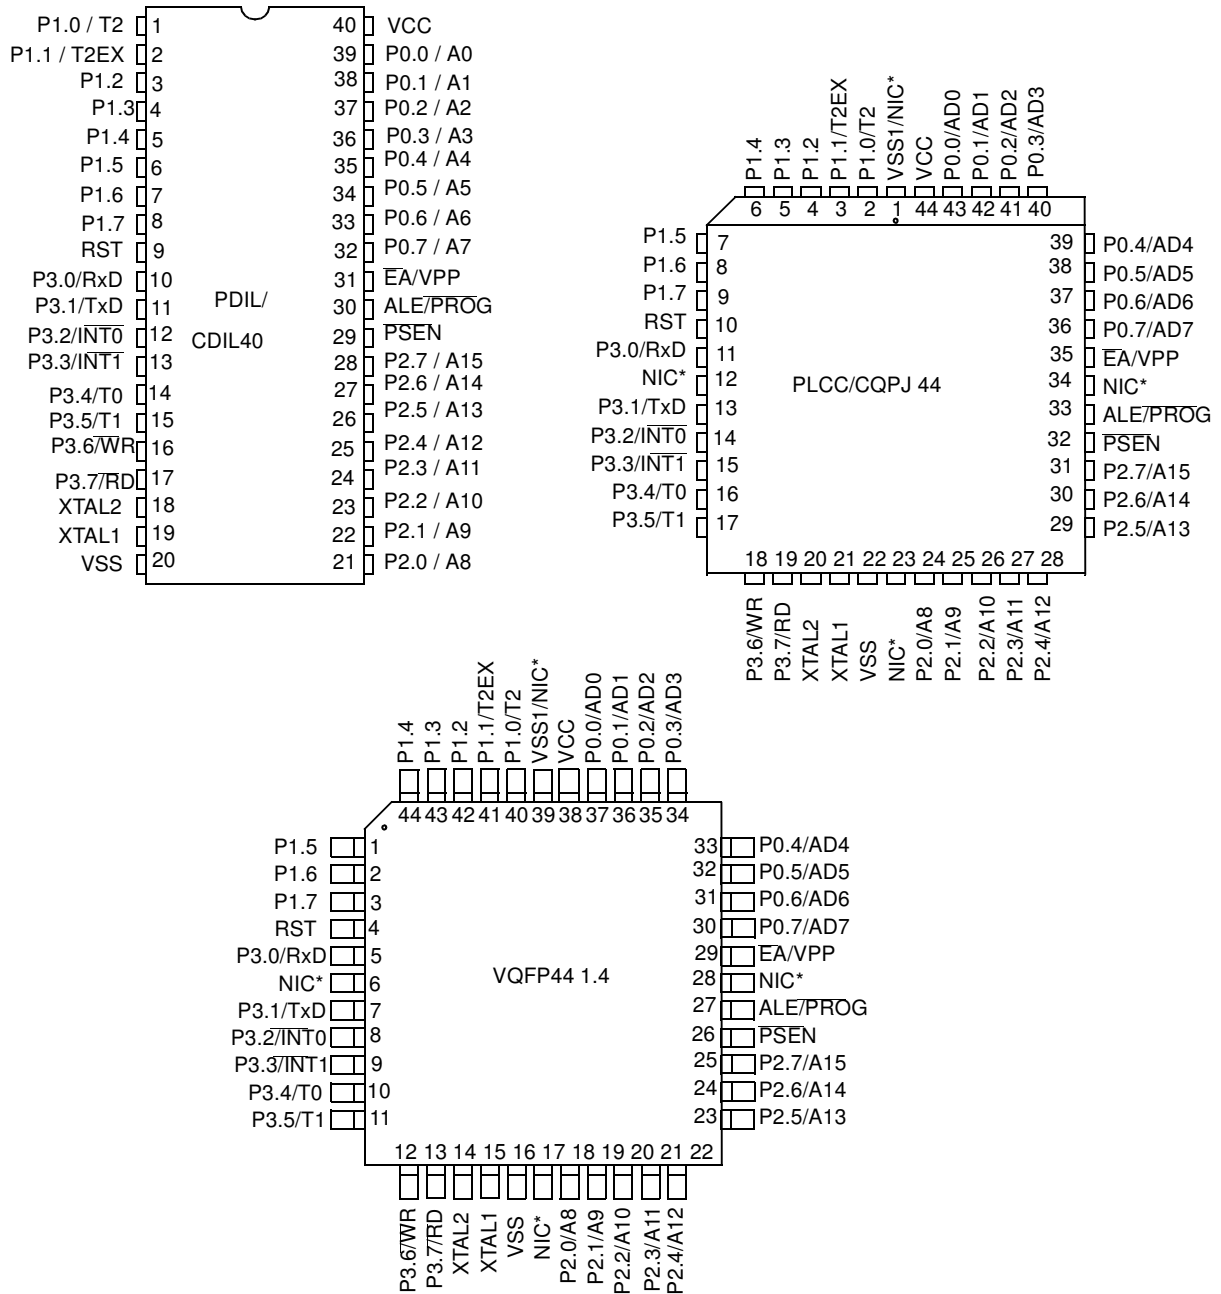 P1.0 / T2 1 40 VCC
P1.1 / T2EX 2 39 P0.0 / A0
P1.2 3 38 P0.1 / A1
P1.3 4 37 P0.2 / A2
P1.4 5 36 P0.3 / A3
P1.5 6 35 P0.4 / A4
P1.6 7 34 P0.5 / A5
P1.7 8 33 P0.6 / A6
RST 9 32 P0.7 / A7
P3.0/RxD 10 31 EA/VPP
P3.1/TxD 11 30 ALE/PROG
P3.2/INT0 12 29 PSEN
P3.3/INT1 13 28 P2.7 / A15
P3.4/T0 14 27 P2.6 / A14
P3.5/T1 15 26 P2.5 / A13
P3.6/WR 16 25 P2.4 / A12
P3.7/RD 17 24 P2.3 / A11
XTAL2 18 23 P2.2 / A10
XTAL1 19 22 P2.1 / A9
VSS 20 21 P2.0 / A8
PDIL/
CDIL40
P1.4 P1.3 P1.2 P1.1/T2EX P1.0/T2 VSS1/NIC* VCC P0.0/AD0 P0.1/AD1 P0.2/AD2 P0.3/AD3
6 5 4 3 2 1 44 43 42 41 40
P1.5 7 39 P0.4/AD4
P1.6 8 38 P0.5/AD5
P1.7 9 37 P0.6/AD6
RST 10 36 P0.7/AD7
P3.0/RxD 11 35 EA/VPP
NIC* 12 34 NIC*
P3.1/TxD 13 33 ALE/PROG
P3.2/INT0 14 32 PSEN
P3.3/INT1 15 31 P2.7/A15
P3.4/T0 16 30 P2.6/A14
P3.5/T1 17 29 P2.5/A13
PLCC/CQPJ 44
18 19 20 21 22 23 24 25 26 27 28
P3.6/WR P3.7/RD XTAL2 XTAL1 VSS NIC* P2.0/A8 P2.1/A9 P2.2/A10 P2.3/A11 P2.4/A12
P1.4 P1.3 P1.2 P1.1/T2EX P1.0/T2 VSS1/NIC* VCC P0.0/AD0 P0.1/AD1 P0.2/AD2 P0.3/AD3
44 43 42 41 40 39 38 37 36 35 34
P1.5 1 33 P0.4/AD4
P1.6 2 32 P0.5/AD5
P1.7 3 31 P0.6/AD6
RST 4 30 P0.7/AD7
P3.0/RxD 5 29 EA/VPP
NIC* 6 28 NIC*
P3.1/TxD 7 27 ALE/PROG
P3.2/INT0 8 26 PSEN
P3.3/INT1 9 25 P2.7/A15
P3.4/T0 10 24 P2.6/A14
P3.5/T1 11 23 P2.5/A13
VQFP44 1.4
12 13 14 15 16 17 18 19 20 21 22
P3.6/WR P3.7/RD XTAL2 XTAL1 VSS NIC* P2.0/A8 P2.1/A9 P2.2/A10 P2.3/A11 P2.4/A12